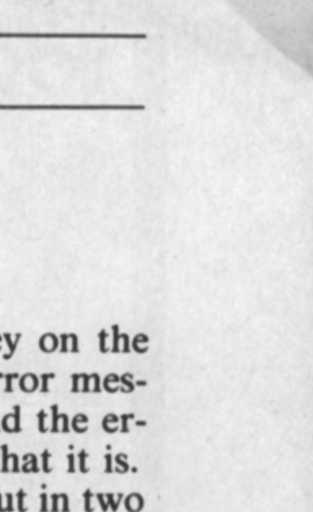 ey on the
rror mes-
d the er-
hat it is.
ut in two